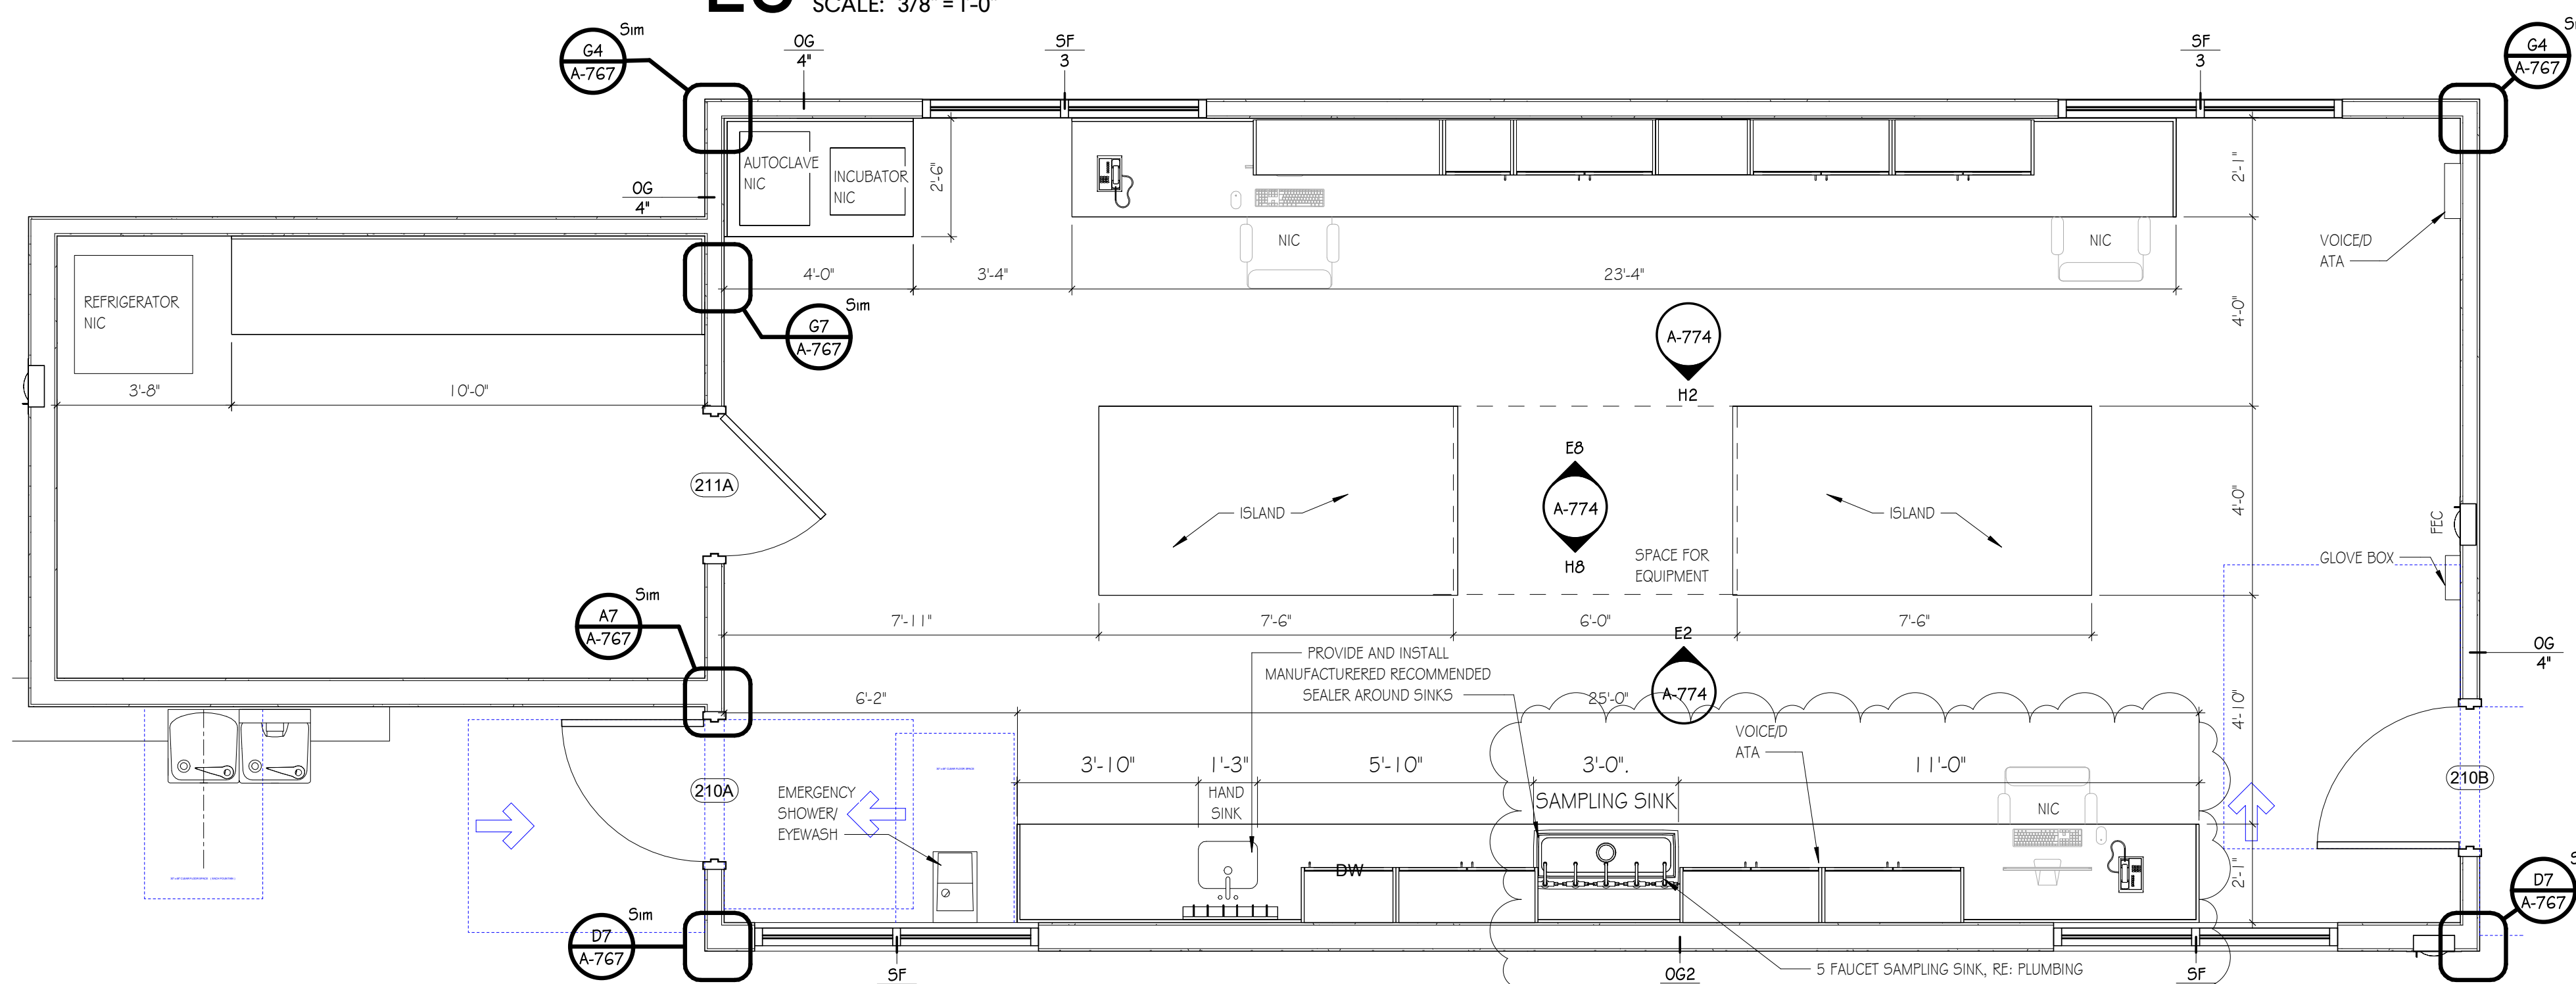 SCALE: 3/8" = 1'-0"
Sim
G4
A-767
OG
4"
SF
3
SF
3
G4
A-767
AUTOCLAVE
NIC
INCUBATOR
NIC
2'-6"
2'-1"
OG
4"
NIC
NIC
VOICE/D
ATA
REFRIGERATOR
NIC
4'-0"
3'-4"
23'-4"
Sim
G7
A-767
4'-0"
A-774
H2
3'-8"
10'-0"
211A
ISLAND
E8
A-774
H8
ISLAND
4'-0"
FEC
SPACE FOR
EQUIPMENT
GLOVE BOX
Sim
A7
A-767
7'-11"
7'-6"
6'-0"
7'-6"
E2
A-774
OG
4"
PROVIDE AND INSTALL
MANUFACTURERED RECOMMENDED
SEALER AROUND SINKS
6'-2"
25'-0"
4'-10"
VOICE/D
ATA
3'-10"
1'-3"
5'-10"
3'-0".
11'-0"
210A
EMERGENCY
SHOWER/
EYEWASH
HAND
SINK
SAMPLING SINK
NIC
210B
DW
2'-1"
Sim
D7
A-767
D7
A-767
SF
OG2
SF
5 FAUCET SAMPLING SINK, RE: PLUMBING